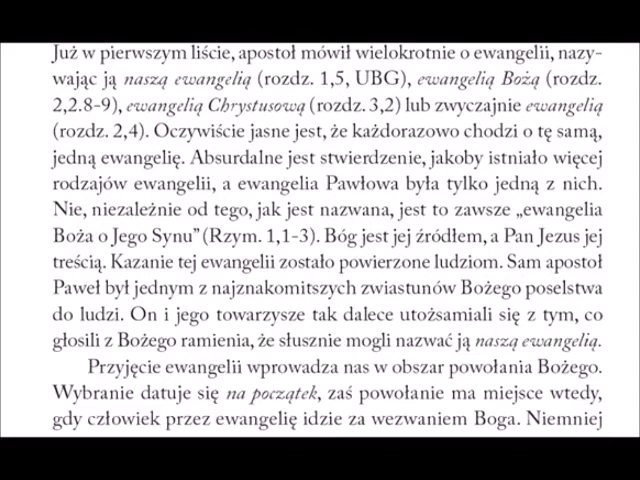 Już w pierwszym liście, apostoł mówił wielokrotnie o ewangelii, nazy-
wając ją naszą ewangelią (rozdz. 1,5, UBG), ewangelią Bożą (rozdz.
2,2.8-9), ewangelią Chrystusową (rozdz. 3,2) lub zwyczajnie ewangelią
(rozdz. 2,4). Oczywiście jasne jest, że każdorazowo chodzi o tę samą,
jedną ewangelię. Absurdalne jest stwierdzenie, jakoby istniało więcej
rodzajów ewangelii, a ewangelia Pawłowa była tylko jedną z nich.
Nie, niezależnie od tego, jak jest nazwana, jest to zawsze „ewangelia
Boża o Jego Synu” (Rzym. 1,1-3). Bóg jest jej źródłem, a Pan Jezus jej
treścią. Kazanie tej ewangelii zostało powierzone ludziom. Sam apostoł
Paweł był jednym z najznakomitszych zwiastunów Bożego poselstwa
do ludzi. On i jego towarzysze tak dalece utożsamiali się z tym, co
głosili z Bożego ramienia, że słusznie mogli nazwać ją naszą ewangelią.
Przyjęcie ewangelii wprowadza nas w obszar powołania Bożego.
Wybranie datuje się na początek, zaś powołanie ma miejsce wtedy,
gdy człowiek przez ewangelię idzie za wezwaniem Boga. Niemniej